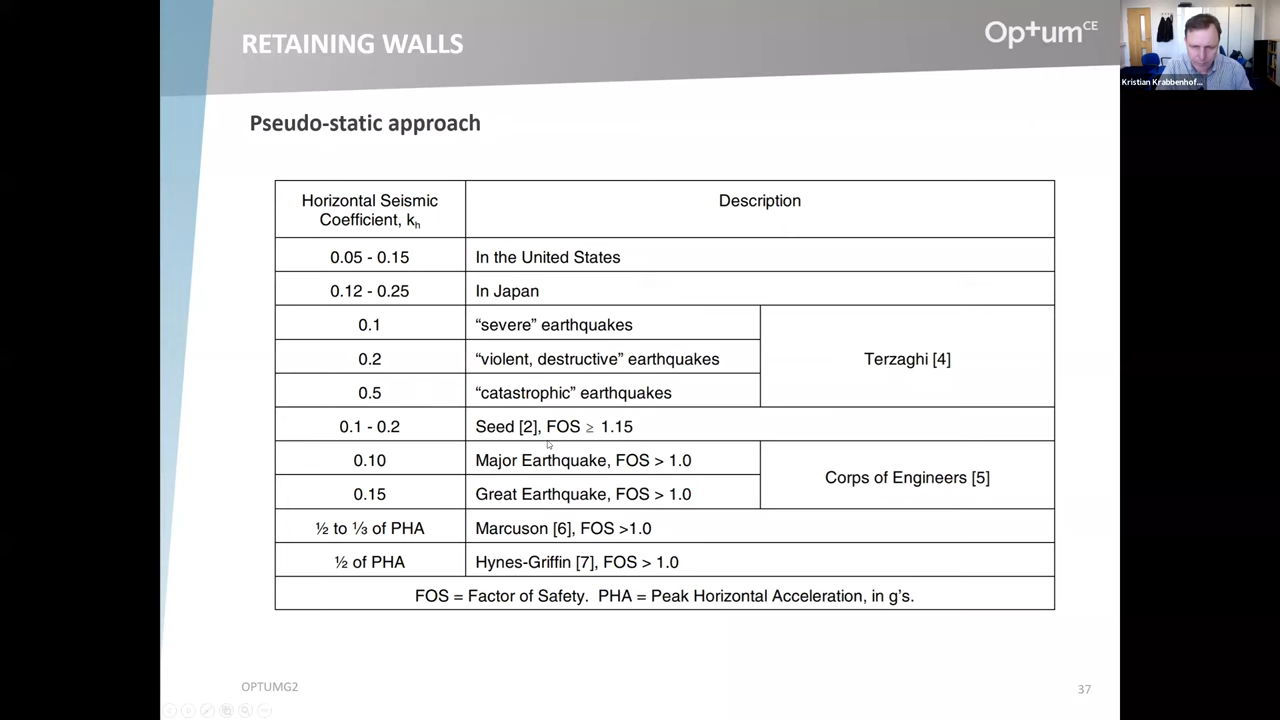 RETAINING WALLS
OptumCE
Kristian Krabbenhof...
Pseudo-static approach
Horizontal Seismic
Coefficient, kh
Description
0.05 - 0.15
In the United States
0.12 - 0.25
In Japan
0.1
“severe” earthquakes
0.2
“violent, destructive” earthquakes
Terzaghi [4]
0.5
“catastrophic” earthquakes
0.1 - 0.2
Seed [2], FOS ≥ 1.15
0.10
Major Earthquake, FOS > 1.0
Corps of Engineers [5]
0.15
Great Earthquake, FOS > 1.0
½ to ⅓ of PHA
Marcuson [6], FOS >1.0
½ of PHA
Hynes-Griffin [7], FOS > 1.0
FOS = Factor of Safety. PHA = Peak Horizontal Acceleration, in g’s.
OPTUMG2
37